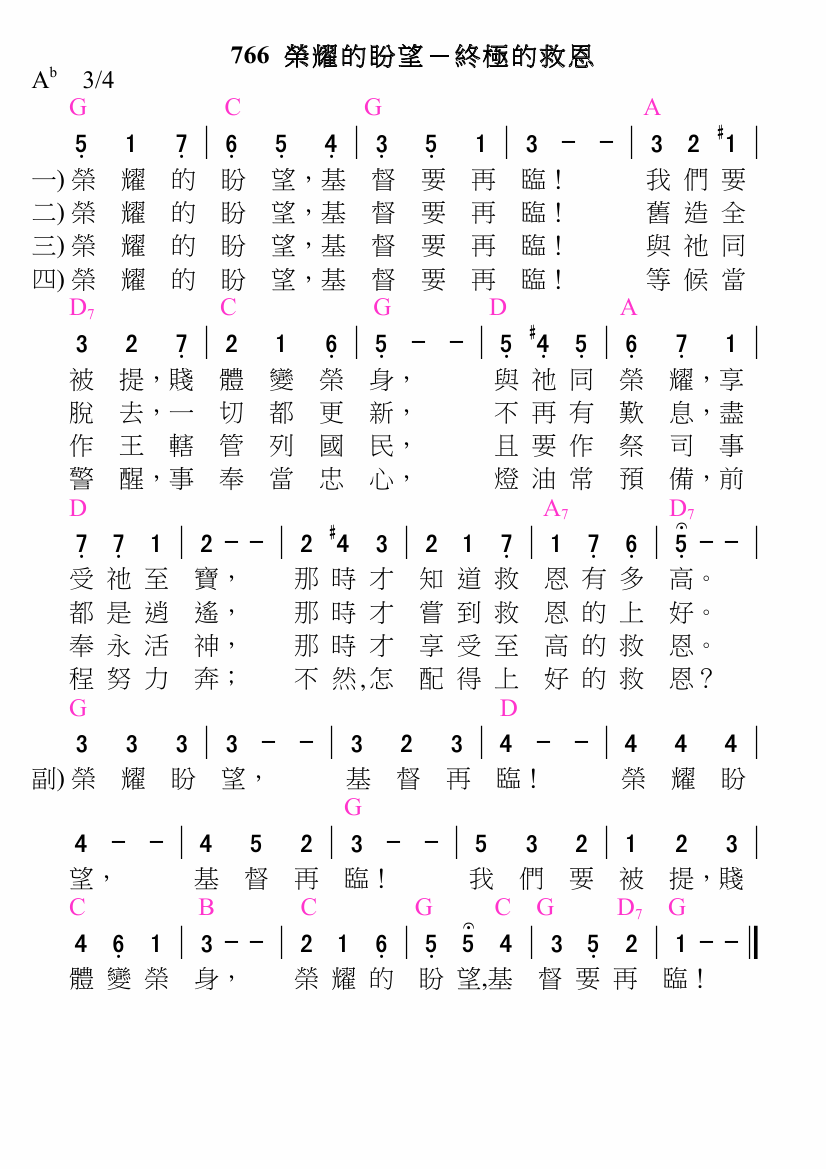 766 榮耀的盼望－終極的救恩
A♭ 3/4
G C G A
5̣ 1 7̣ | 6̣ 5̣ 4̣ | 3̣ 5̣ 1 | 3 － － | 3 2 ♯1 |
一) 榮 耀 的 盼 望，基 督 要 再 臨！ 我 們 要
二) 榮 耀 的 盼 望，基 督 要 再 臨！ 舊 造 全
三) 榮 耀 的 盼 望，基 督 要 再 臨！ 與 祂 同
四) 榮 耀 的 盼 望，基 督 要 再 臨！ 等 候 當
D7 C G D A
3 2 7̣ | 2 1 6̣ | 5̣ － － | 5̣ ♯4̣ 5̣ | 6̣ 7̣ 1 |
被 提，賤 體 變 榮 身， 與 祂 同 榮 耀，享
脫 去，一 切 都 更 新， 不 再 有 歎 息，盡
作 王 轄 管 列 國 民， 且 要 作 祭 司 事
警 醒，事 奉 當 忠 心， 燈 油 常 預 備，前
D A7 D7
7̣ 7̣ 1 | 2 － － | 2 ♯4 3 | 2 1 7̣ | 1 7̣ 6̣ | 5̣ － － |
受 祂 至 寶， 那 時 才 知 道 救 恩 有 多 高。
都 是 逍 遙， 那 時 才 嘗 到 救 恩 的 上 好。
奉 永 活 神， 那 時 才 享 受 至 高 的 救 恩。
程 努 力 奔； 不 然,怎 配 得 上 好 的 救 恩？
G D
3 3 3 | 3 － － | 3 2 3 | 4 － － | 4 4 4 |
副) 榮 耀 盼 望， 基 督 再 臨！ 榮 耀 盼
G
4 － － | 4 5 2 | 3 － － | 5 3 2 | 1 2 3 |
望， 基 督 再 臨！ 我 們 要 被 提，賤
C B C G C G D7 G
4 6̣ 1 | 3 － － | 2 1 6̣ | 5̣ 5̣ 4 | 3 5̣ 2 | 1 － － ‖
體 變 榮 身， 榮 耀 的 盼 望,基 督 要 再 臨！